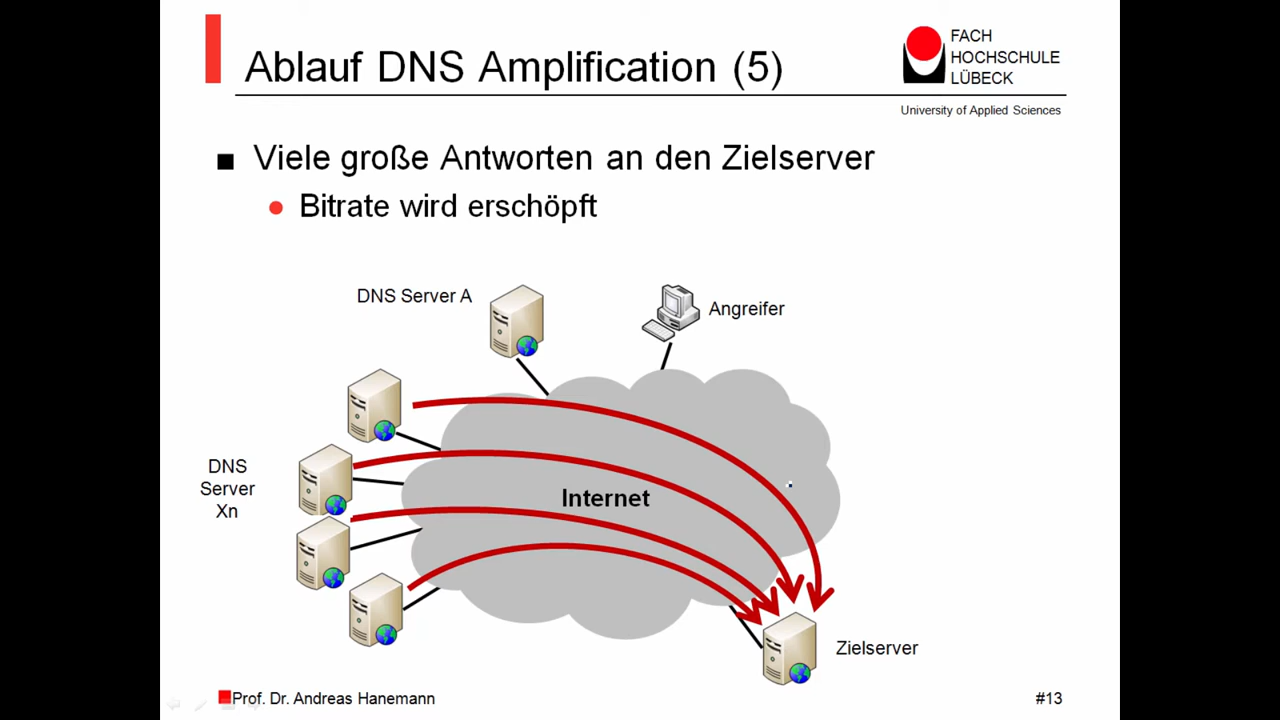 Ablauf DNS Amplification (5)
FACH
HOCHSCHULE
LÜBECK
University of Applied Sciences
■ Viele große Antworten an den Zielserver
● Bitrate wird erschöpft
DNS Server A
Angreifer
DNS
Server
Xn
Internet
Zielserver
Prof. Dr. Andreas Hanemann
#13